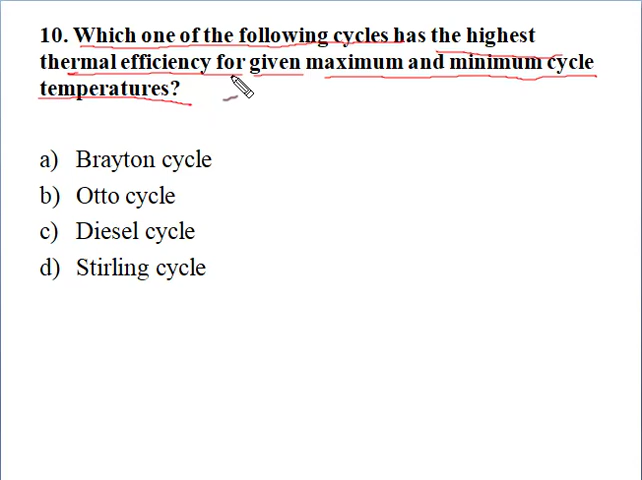 10. Which one of the following cycles has the highest
thermal efficiency for given maximum and minimum cycle
temperatures?
a) Brayton cycle
b) Otto cycle
c) Diesel cycle
d) Stirling cycle